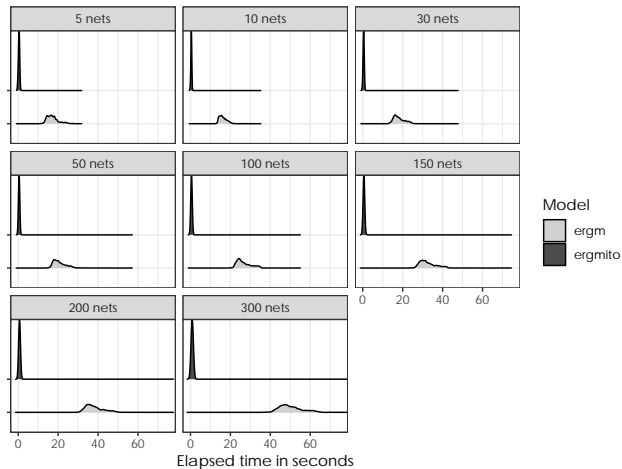 5 nets
10 nets
30 nets
50 nets
100 nets
150 nets
Model
ergm
ergmito
0 20 40 60
200 nets
300 nets
0 20 40 60
0 20 40 60
Elapsed time in seconds